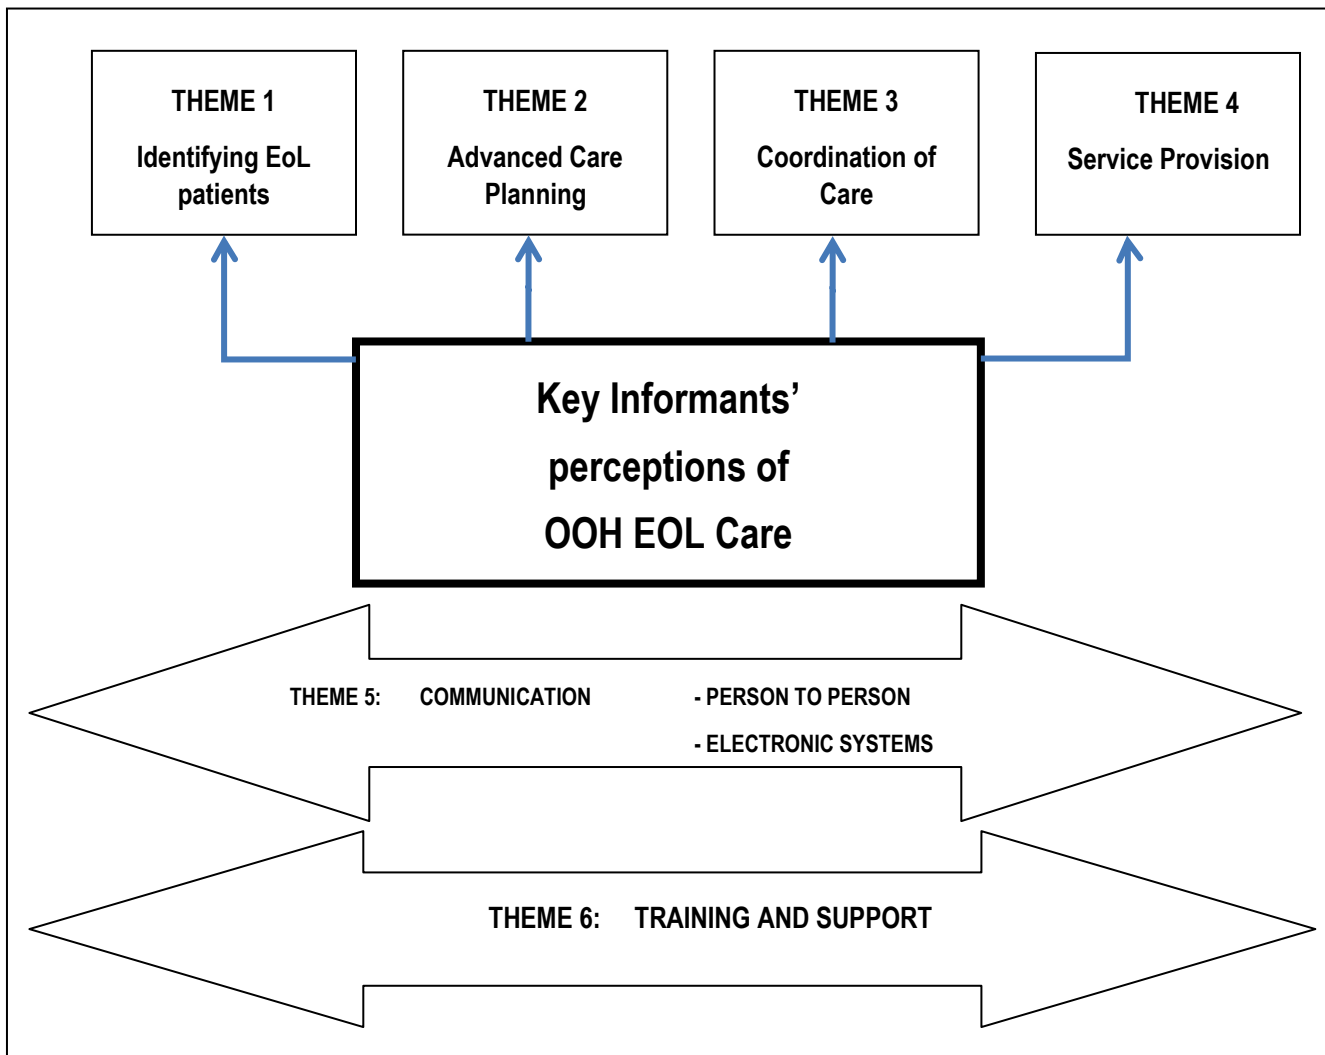 THEME 1
Identifying EoL
patients
THEME 2
Advanced Care
Planning
THEME 3
Coordination of
Care
THEME 4
Service Provision
Key Informants’
perceptions of
OOH EOL Care
THEME 5: COMMUNICATION - PERSON TO PERSON
- ELECTRONIC SYSTEMS
THEME 6: TRAINING AND SUPPORT